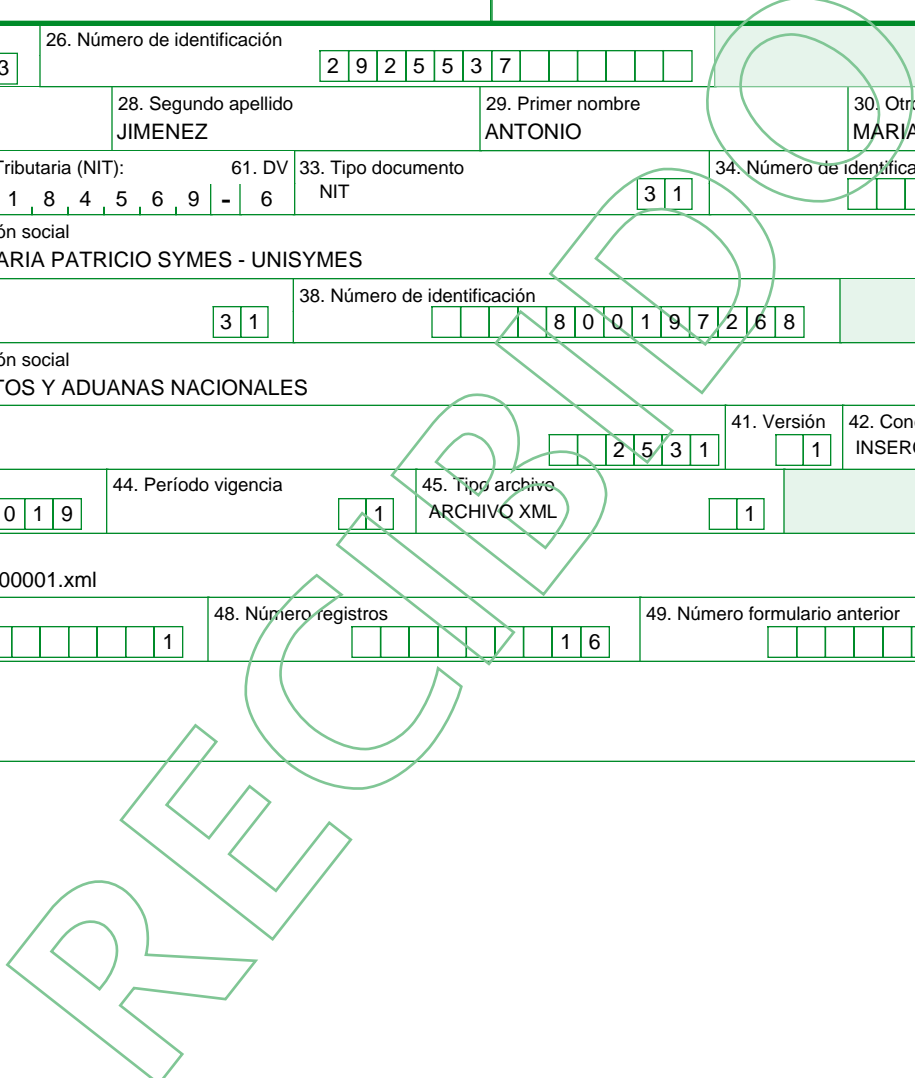 26. Número de identificación
3 2 9 2 5 5 3 7
28. Segundo apellido 29. Primer nombre 30. Otro
JIMENEZ ANTONIO MARIA
Tributaria (NIT): 61. DV 33. Tipo documento 34. Número de identifica
1 8 4 5 6 9 - 6 NIT 3 1
ón social
ARIA PATRICIO SYMES - UNISYMES
38. Número de identificación
3 1 8 0 0 1 9 7 2 6 8
ón social
TOS Y ADUANAS NACIONALES
41. Versión 42. Con
2 5 3 1 1 INSER
44. Período vigencia 45. Tipo archivo
0 1 9 1 ARCHIVO XML 1
00001.xml
48. Número registros 49. Número formulario anterior
1 1 6
RECIBIDO